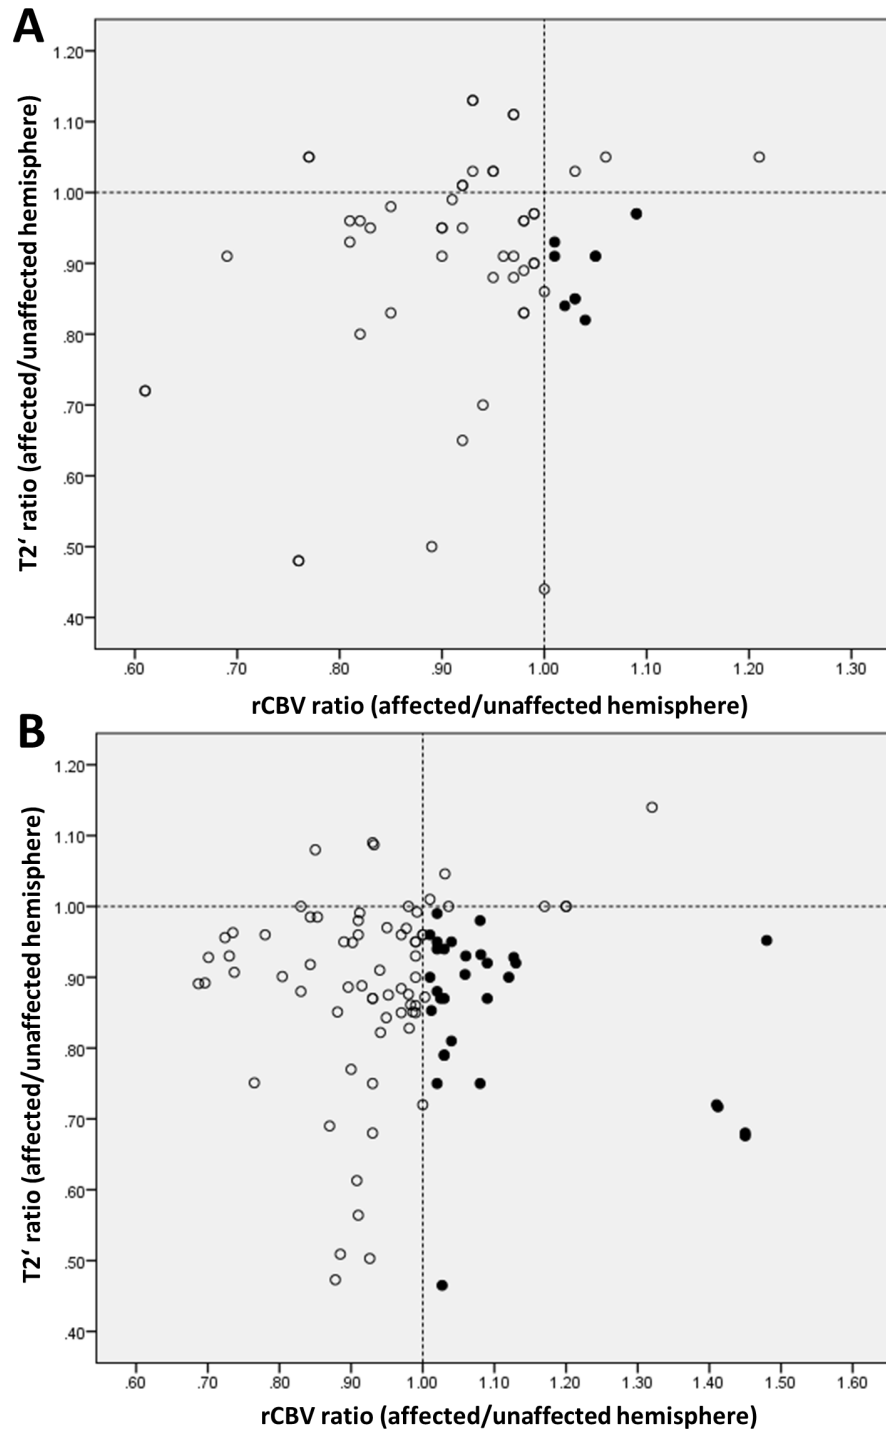 A
1.20
1.10
1.00
.90
.80
.70
.60
.50
.40
T2‘ ratio (affected/unaffected hemisphere)
.60 .70 .80 .90 1.00 1.10 1.20 1.30
rCBV ratio (affected/unaffected hemisphere)
B
1.20
1.10
1.00
.90
.80
.70
.60
.50
.40
T2‘ ratio (affected/unaffected hemisphere)
.60 .70 .80 .90 1.00 1.10 1.20 1.30 1.40 1.50 1.60
rCBV ratio (affected/unaffected hemisphere)